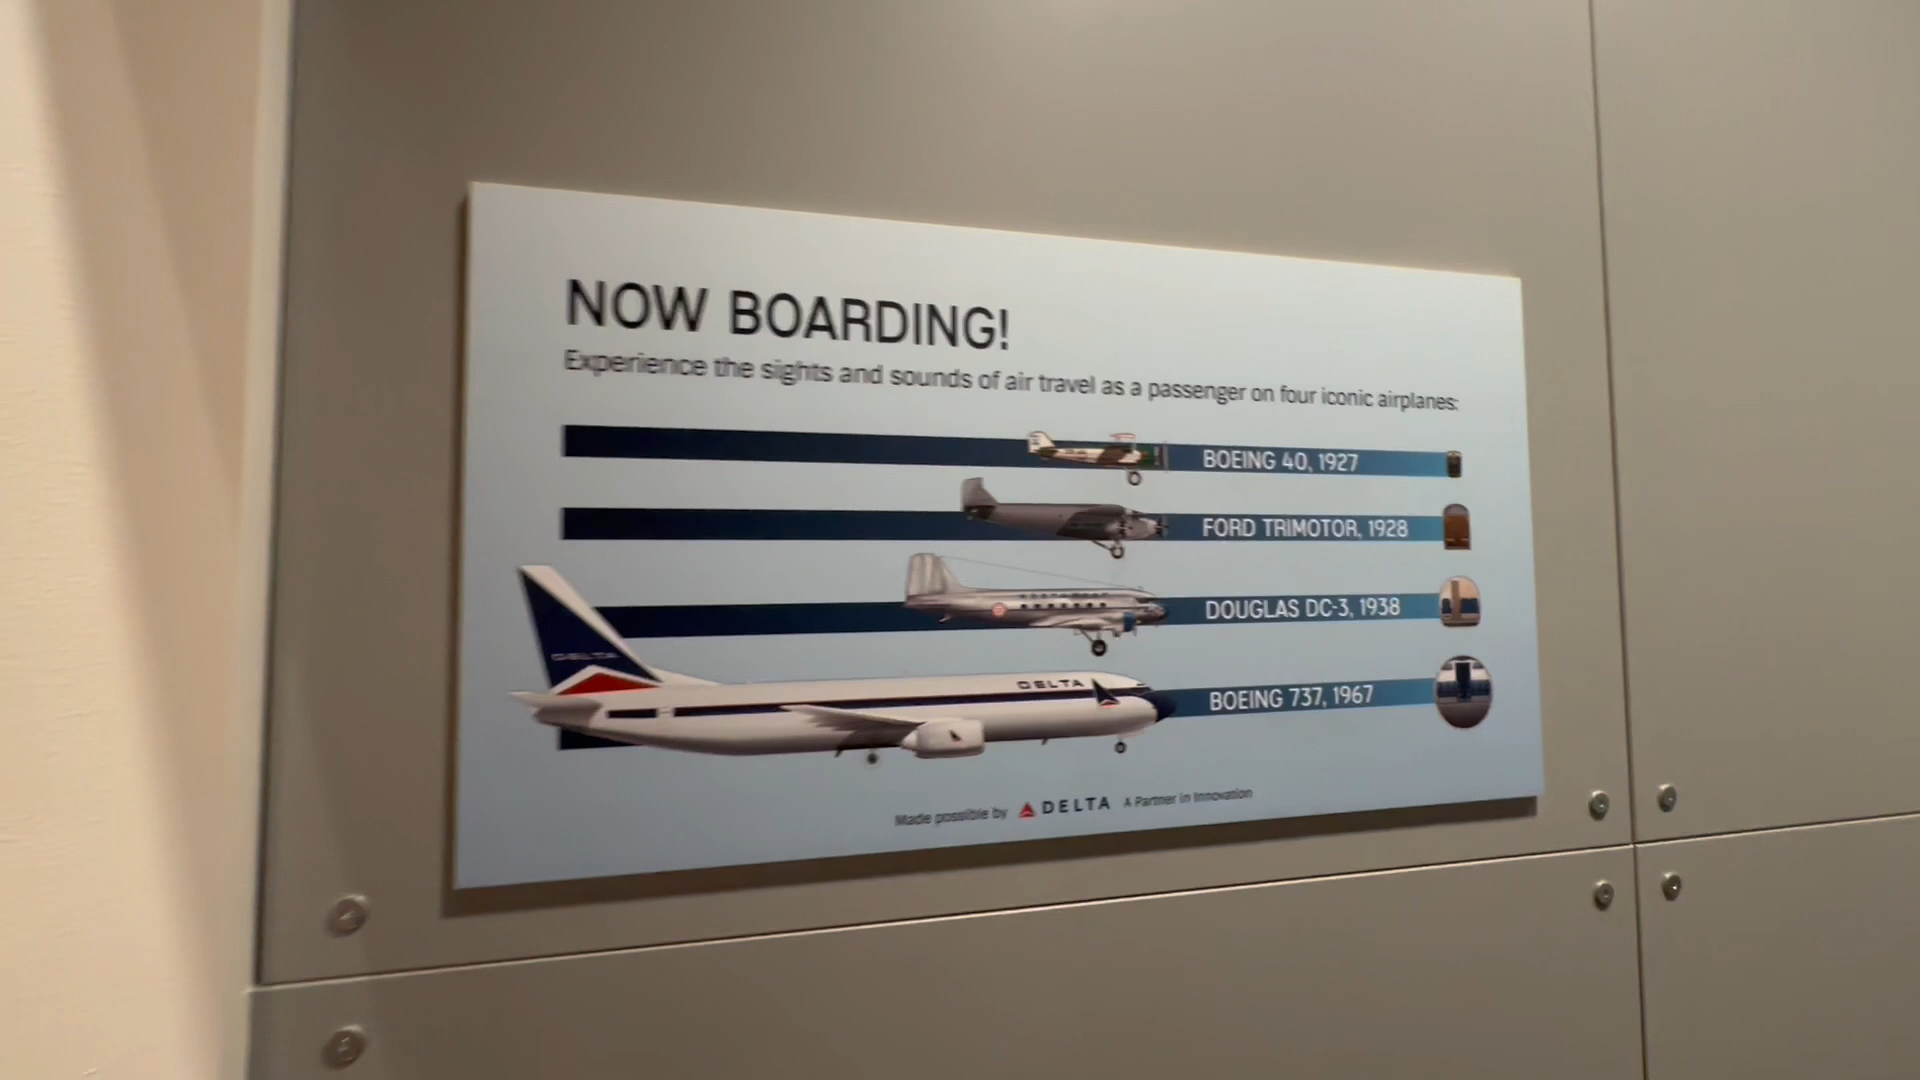 NOW BOARDING!
Experience the sights and sounds of air travel as a passenger on four iconic airplanes:
BOEING 40, 1927
FORD TRIMOTOR, 1928
DOUGLAS DC-3, 1938
DELTA
DELTA
BOEING 737, 1967
Made possible by DELTA A Partner in Innovation